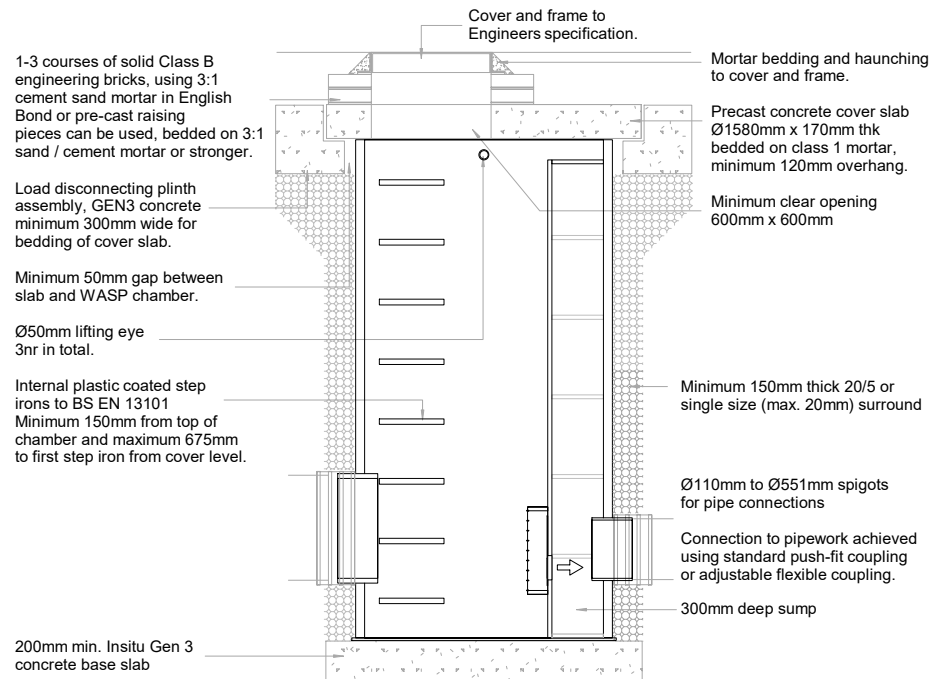 Cover and frame to
Engineers specification.
1-3 courses of solid Class B
engineering bricks, using 3:1
cement sand mortar in English
Bond or pre-cast raising
pieces can be used, bedded on 3:1
sand / cement mortar or stronger.
Load disconnecting plinth
assembly, GEN3 concrete
minimum 300mm wide for
bedding of cover slab.
Minimum 50mm gap between
slab and WASP chamber.
Ø50mm lifting eye
3nr in total.
Internal plastic coated step
irons to BS EN 13101
Minimum 150mm from top of
chamber and maximum 675mm
to first step iron from cover level.
200mm min. Insitu Gen 3
concrete base slab
Mortar bedding and haunching
to cover and frame.
Precast concrete cover slab
Ø1580mm x 170mm thk
bedded on class 1 mortar,
minimum 120mm overhang.
Minimum clear opening
600mm x 600mm
Minimum 150mm thick 20/5 or
single size (max. 20mm) surround
Ø110mm to Ø551mm spigots
for pipe connections
Connection to pipework achieved
using standard push-fit coupling
or adjustable flexible coupling.
300mm deep sump